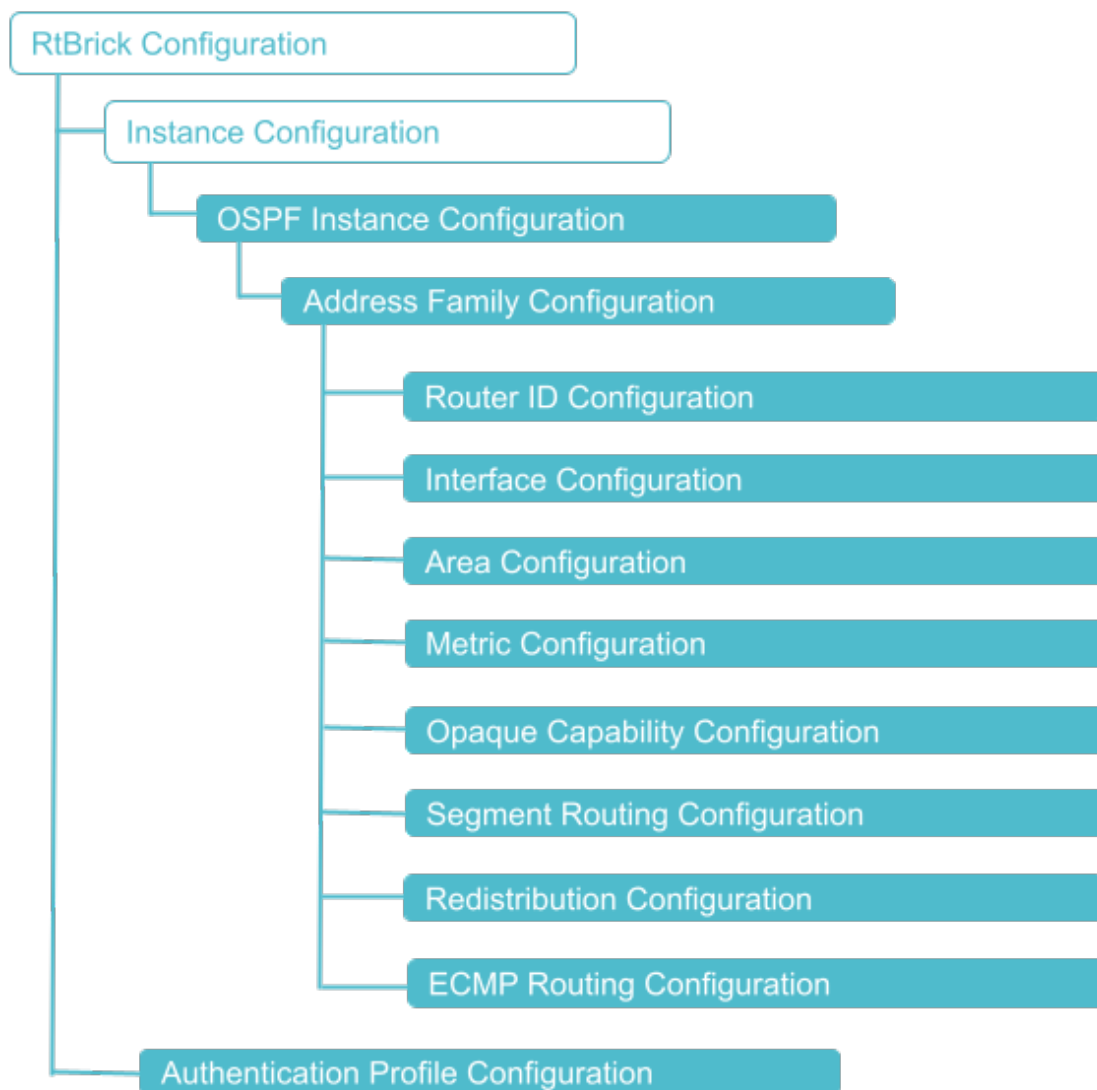 RtBrick Configuration
Instance Configuration
OSPF Instance Configuration
Address Family Configuration
Router ID Configuration
Interface Configuration
Area Configuration
Metric Configuration
Opaque Capability Configuration
Segment Routing Configuration
Redistribution Configuration
ECMP Routing Configuration
Authentication Profile Configuration